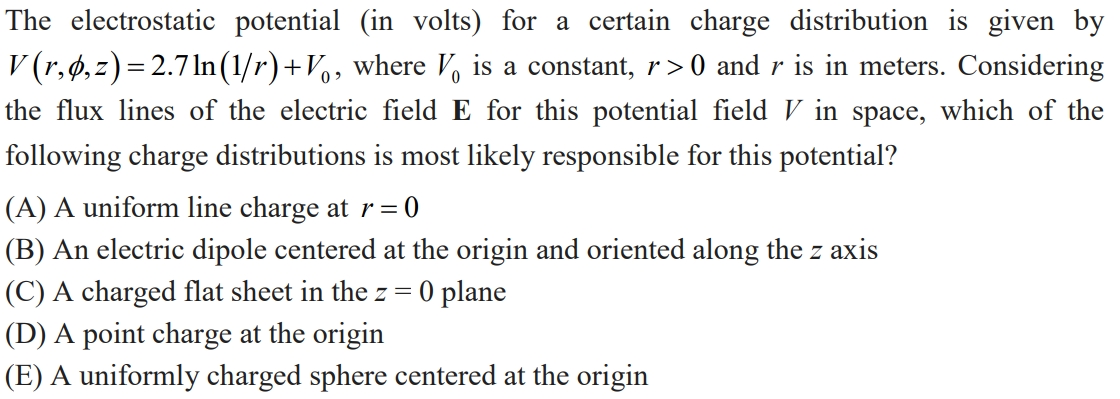 The electrostatic potential (in volts) for a certain charge distribution is given by
V(r,ϕ,z) = 2.7 ln(1/r) + V₀, where V₀ is a constant, r > 0 and r is in meters. Considering
the flux lines of the electric field E for this potential field V in space, which of the
following charge distributions is most likely responsible for this potential?
(A) A uniform line charge at r = 0
(B) An electric dipole centered at the origin and oriented along the z axis
(C) A charged flat sheet in the z = 0 plane
(D) A point charge at the origin
(E) A uniformly charged sphere centered at the origin